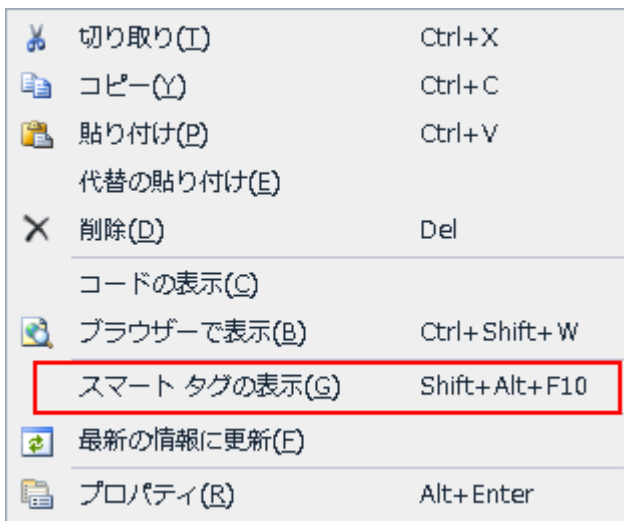 切り取り(T) Ctrl+X
コピー(Y) Ctrl+C
貼り付け(P) Ctrl+V
代替の貼り付け(E)
削除(D) Del
コードの表示(C)
ブラウザーで表示(B) Ctrl+Shift+W
スマート タグの表示(G) Shift+Alt+F10
最新の情報に更新(F)
プロパティ(R) Alt+Enter